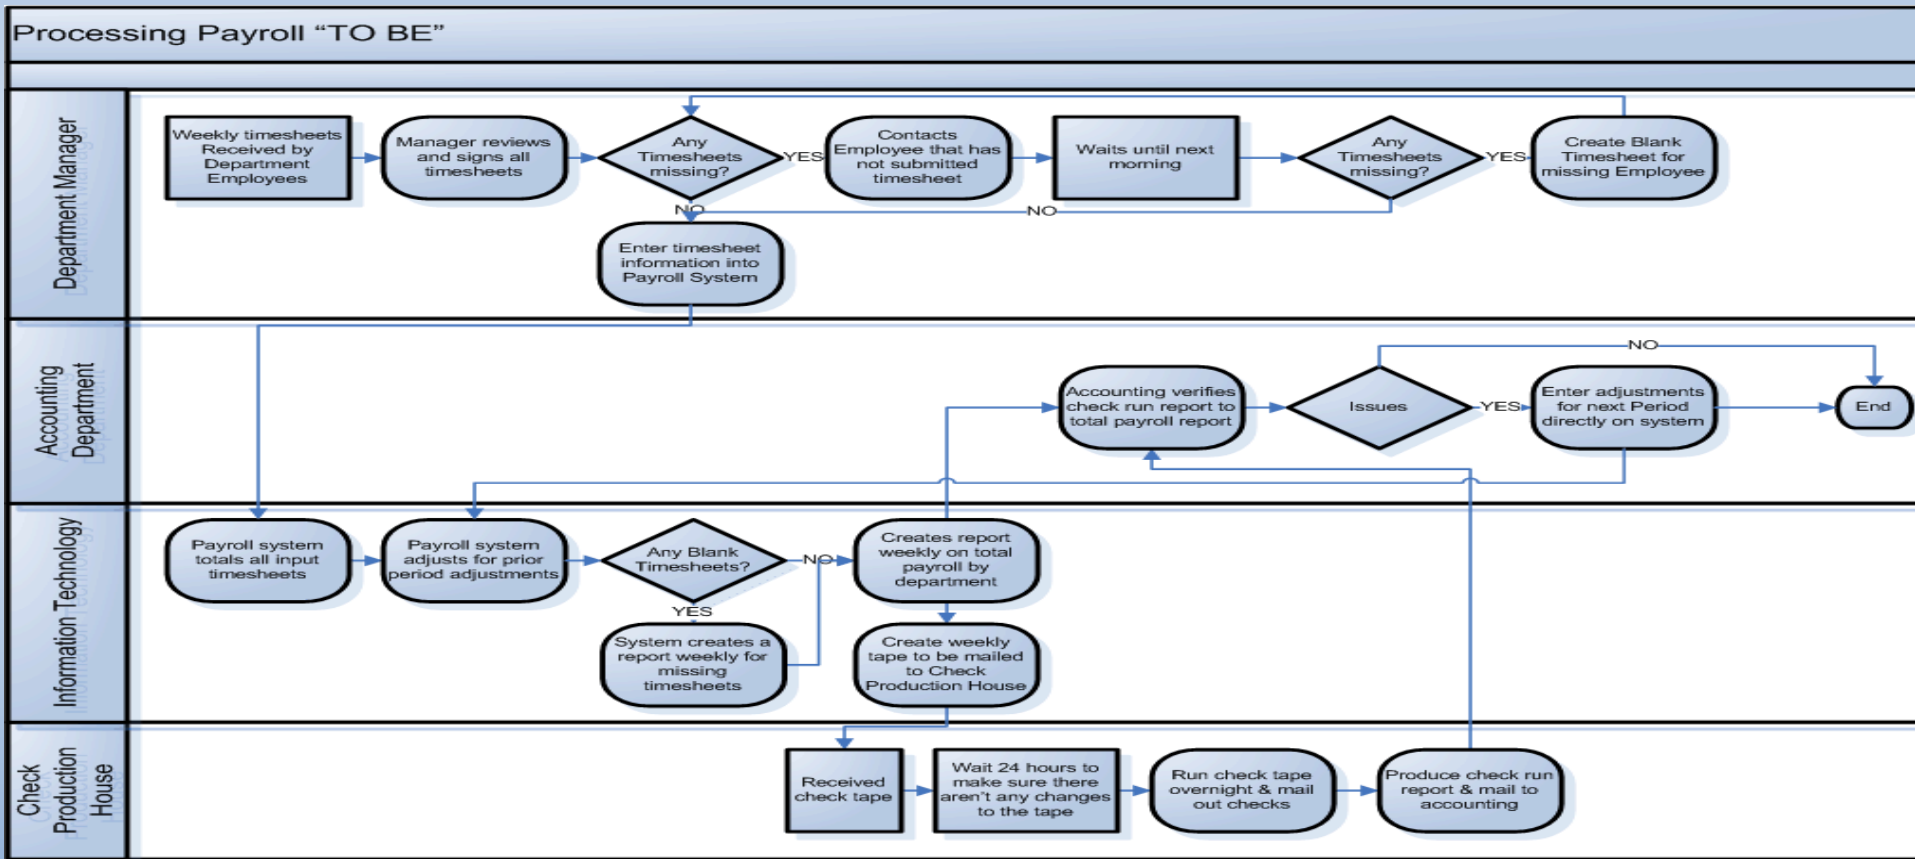 Processing Payroll “TO BE”
Department Manager
Weekly timesheets
Received by
Department
Employees
Manager reviews
and signs all
timesheets
Any
Timesheets
missing?
YES
Contacts
Employee that has
not submitted
timesheet
Waits until next
morning
Any
Timesheets
missing?
YES
Create Blank
Timesheet for
missing Employee
NO
NO
Enter timesheet
information into
Payroll System
Accounting
Department
Accounting verifies
check run report to
total payroll report
Issues
NO
YES
Enter adjustments
for next Period
directly on system
End
Information Technology
Payroll system
totals all input
timesheets
Payroll system
adjusts for prior
period adjustments
Any Blank
Timesheets?
NO
YES
System creates a
report weekly for
missing
timesheets
Creates report
weekly on total
payroll by
department
Create weekly
tape to be mailed
to Check
Production House
Check
Production
House
Received
check tape
Wait 24 hours to
make sure there
aren't any changes
to the tape
Run check tape
overnight & mail
out checks
Produce check run
report & mail to
accounting